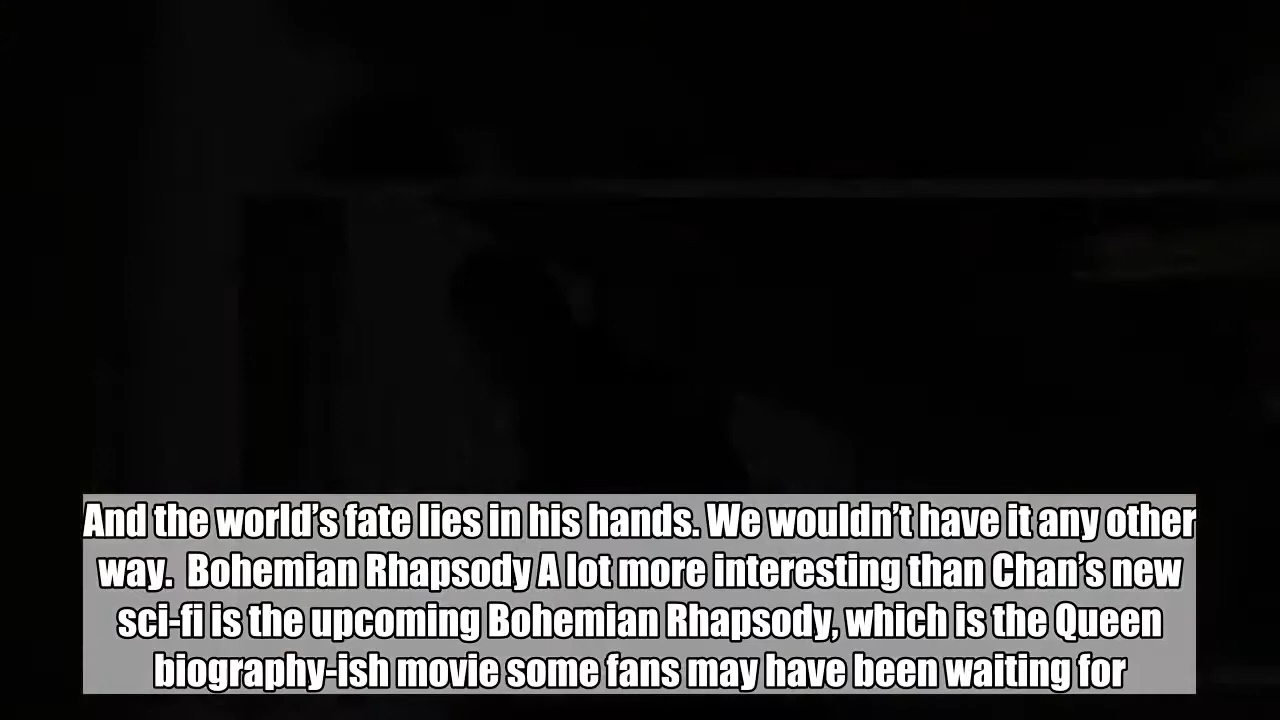 And the world’s fate lies in his hands. We wouldn’t have it any other
way.  Bohemian Rhapsody A lot more interesting than Chan’s new
sci-fi is the upcoming Bohemian Rhapsody, which is the Queen
biography-ish movie some fans may have been waiting for